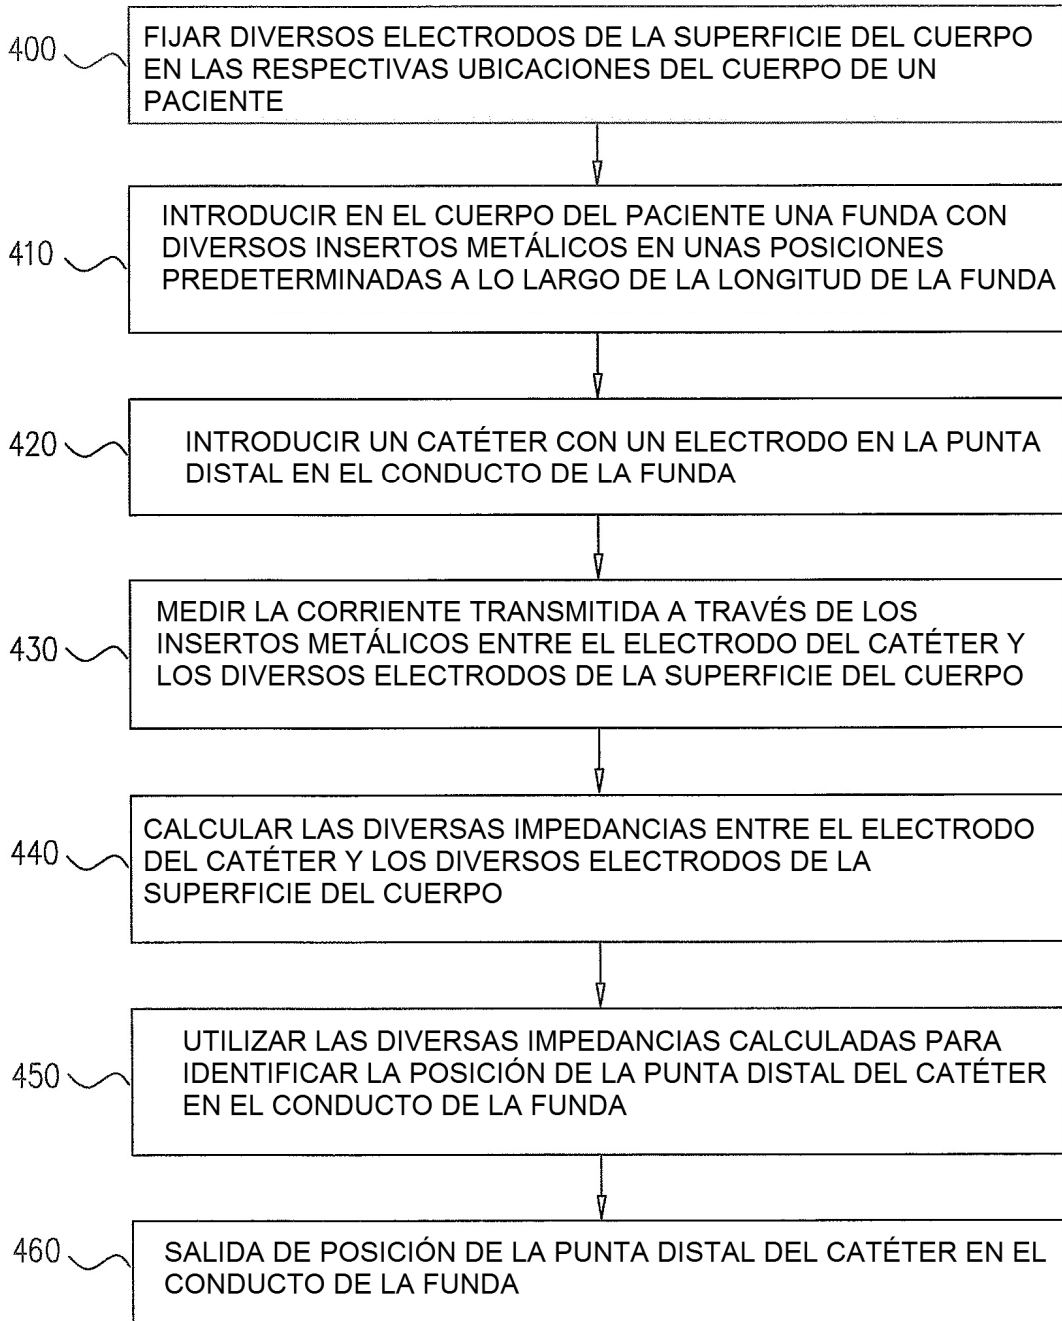 400
FIJAR DIVERSOS ELECTRODOS DE LA SUPERFICIE DEL CUERPO
EN LAS RESPECTIVAS UBICACIONES DEL CUERPO DE UN
PACIENTE
410
INTRODUCIR EN EL CUERPO DEL PACIENTE UNA FUNDA CON
DIVERSOS INSERTOS METÁLICOS EN UNAS POSICIONES
PREDETERMINADAS A LO LARGO DE LA LONGITUD DE LA FUNDA
420
INTRODUCIR UN CATÉTER CON UN ELECTRODO EN LA PUNTA
DISTAL EN EL CONDUCTO DE LA FUNDA
430
MEDIR LA CORRIENTE TRANSMITIDA A TRAVÉS DE LOS
INSERTOS METÁLICOS ENTRE EL ELECTRODO DEL CATÉTER Y
LOS DIVERSOS ELECTRODOS DE LA SUPERFICIE DEL CUERPO
440
CALCULAR LAS DIVERSAS IMPEDANCIAS ENTRE EL ELECTRODO
DEL CATÉTER Y LOS DIVERSOS ELECTRODOS DE LA
SUPERFICIE DEL CUERPO
450
UTILIZAR LAS DIVERSAS IMPEDANCIAS CALCULADAS PARA
IDENTIFICAR LA POSICIÓN DE LA PUNTA DISTAL DEL CATÉTER
EN EL CONDUCTO DE LA FUNDA
460
SALIDA DE POSICIÓN DE LA PUNTA DISTAL DEL CATÉTER EN EL
CONDUCTO DE LA FUNDA